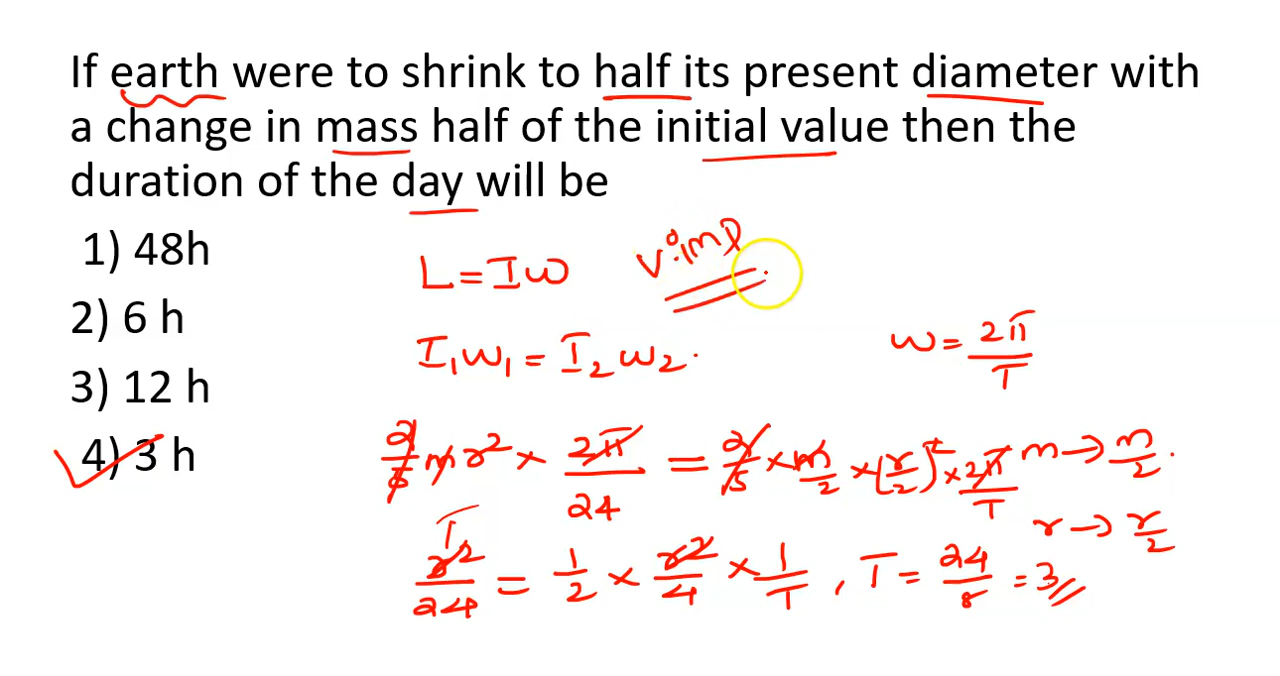 If earth were to shrink to half its present diameter with
a change in mass half of the initial value then the
duration of the day will be
1) 48h
2) 6 h
3) 12 h
4) 3 h
V.imp
L = Iω
I₁ω₁ = I₂ω₂.
ω = 2π/T
2/5 mr² × 2π/24 = 2/5 × m/2 × (r/2)² × 2π/T
m → m/2.
r → r/2
r²/24 = 1/2 × r²/4 × 1/T , T = 24/8 = 3//